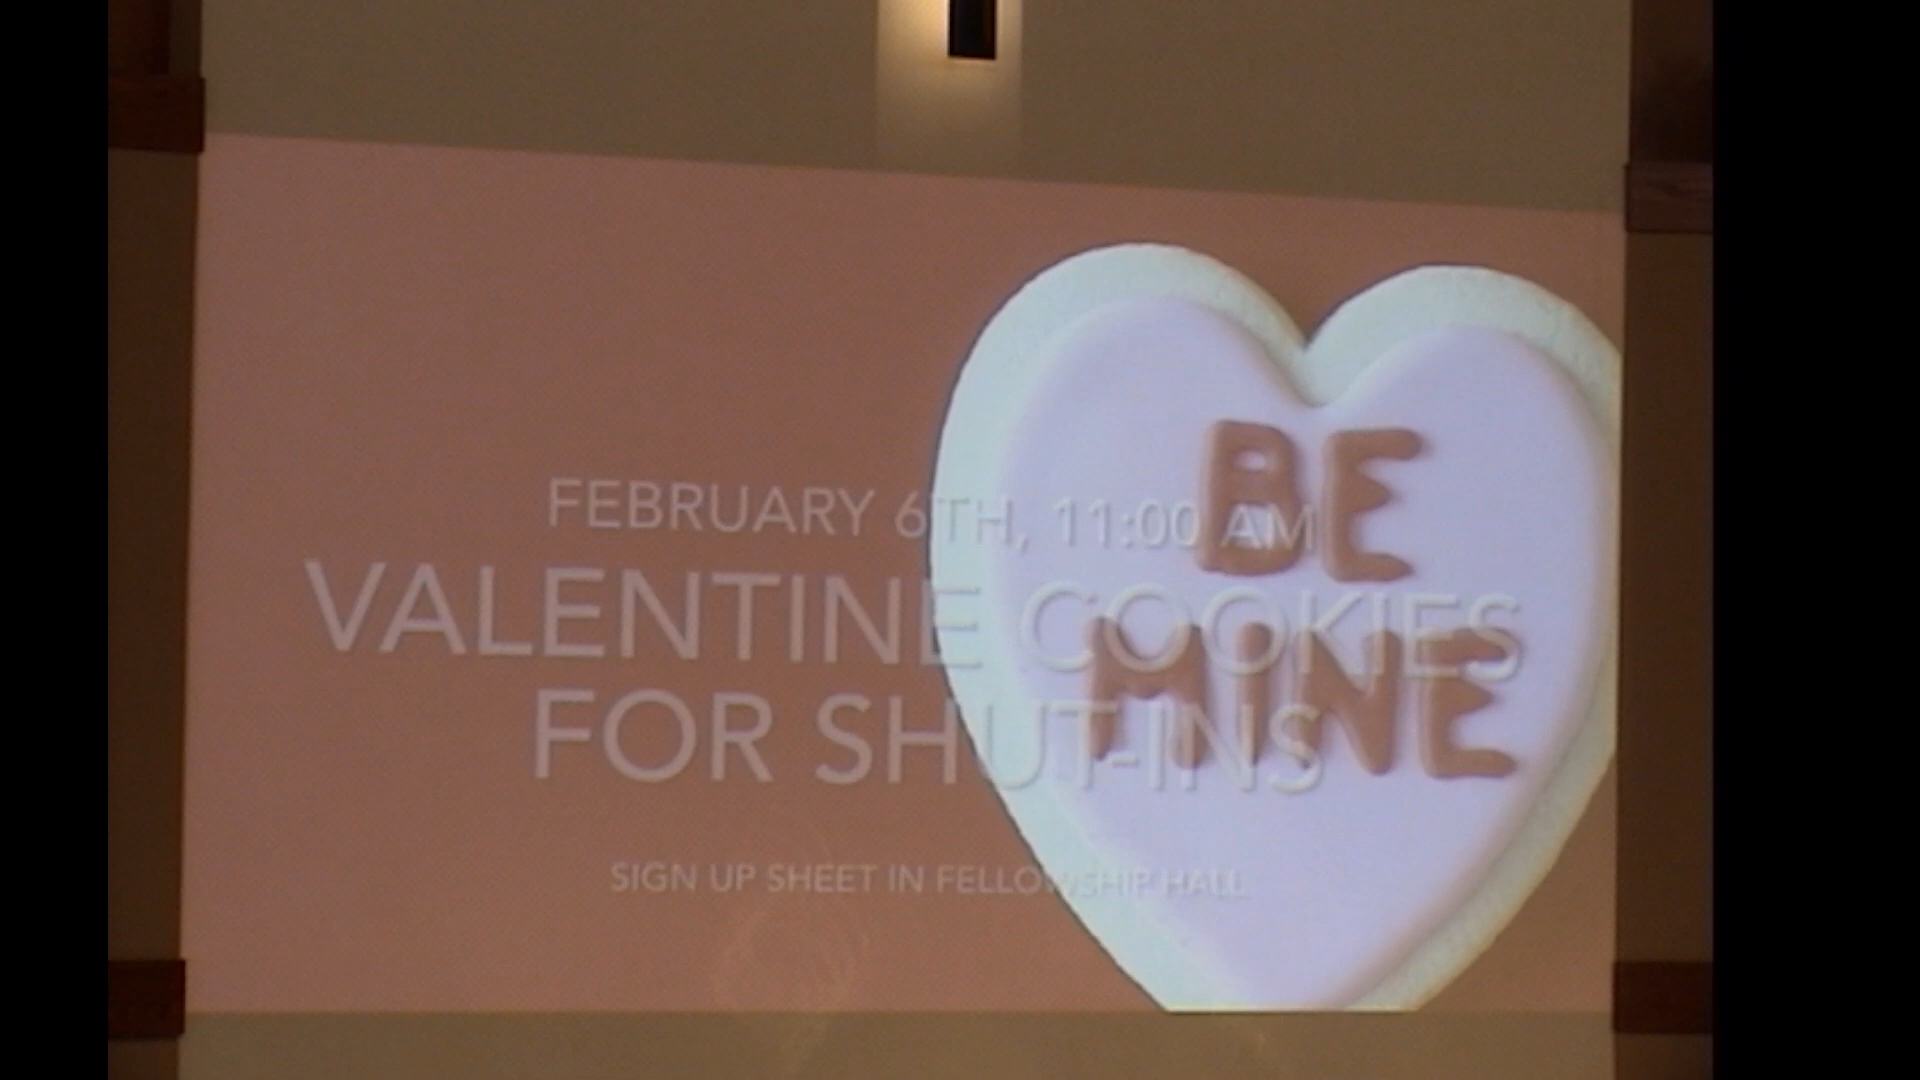 BE
FEBRUARY 6TH, 11:00 AM
VALENTINE COOKIES
MINE
FOR SHUT-INS
SIGN UP SHEET IN FELLOWSHIP HALL